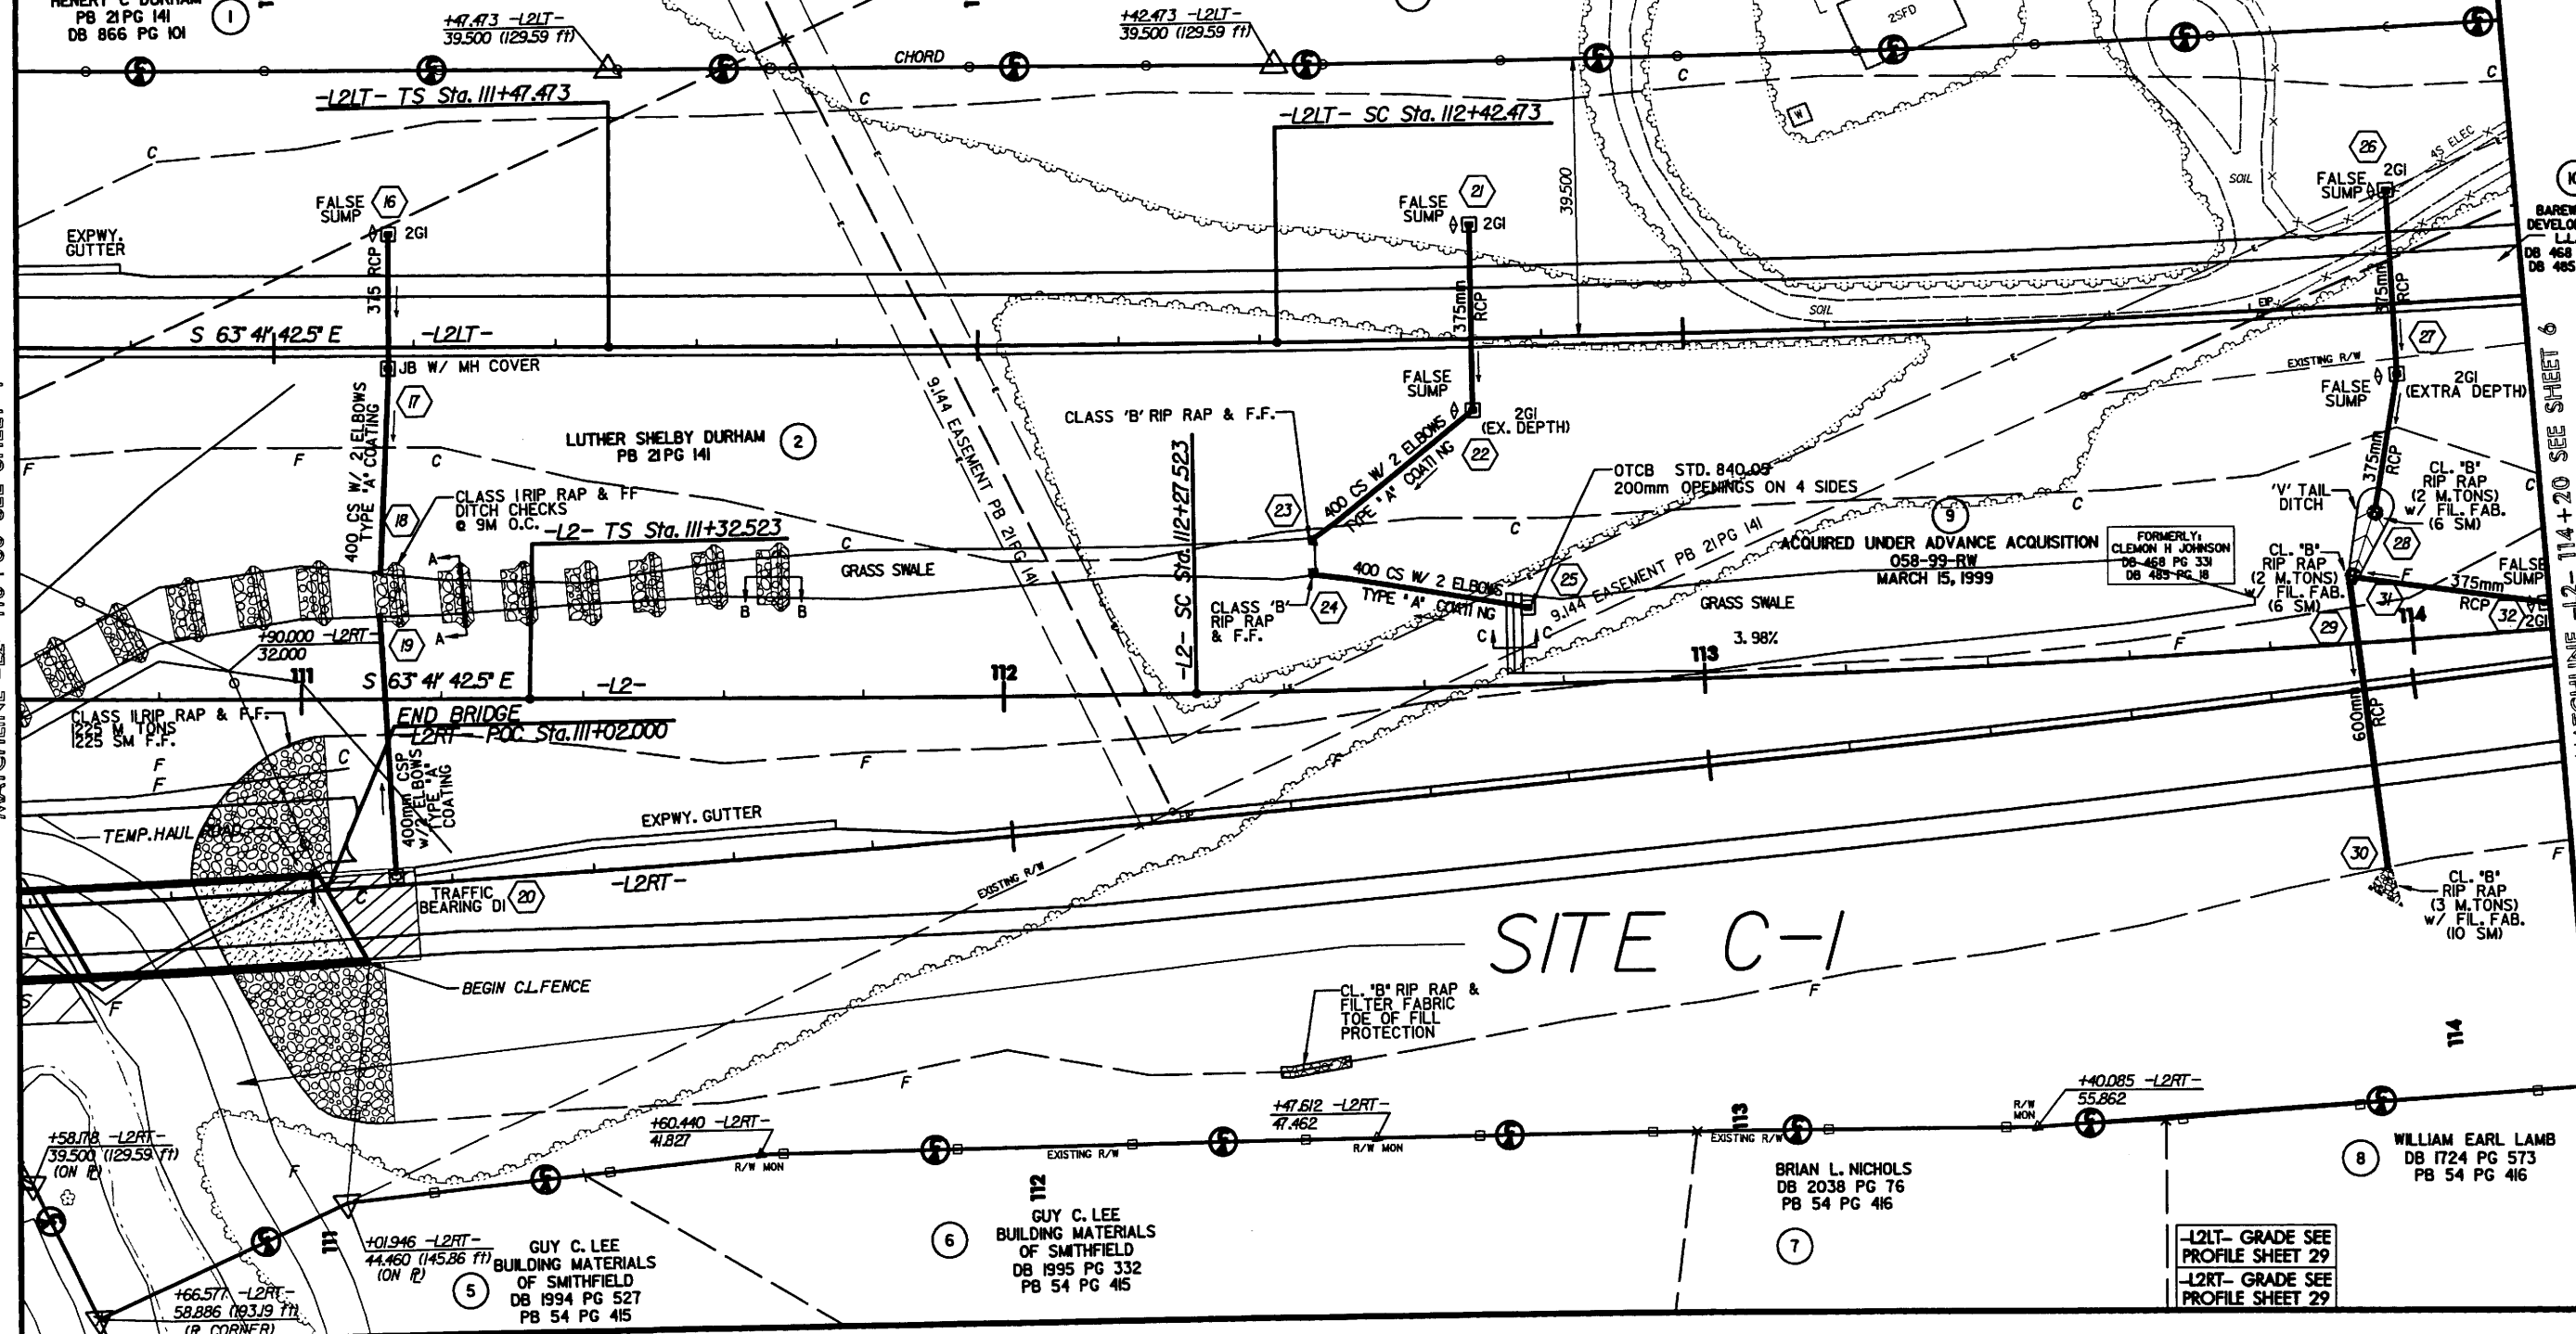 HENERY C DURHAM
PB 21 PG 141
DB 866 PG 101
1
+47.473 -L2LT-
39.500 (129.59 ft)
+42.473 -L2LT-
39.500 (129.59 ft)
CHORD
2SFD
C
C
C
C
-L2LT- TS Sta. 111+47.473
-L2LT- SC Sta. 112+42.473
W
4S ELEC
SOIL
SOIL
39.500
FALSE
SUMP
16
2GI
EXPWY.
GUTTER
375 RCP
FALSE
SUMP
21
2GI
375mm
RCP
26
2GI
FALSE
SUMP
375mm
RCP
DB 468
DB 485
S 63° 41' 42.5" E
-L2LT-
JB W/ MH COVER
17
400 CS W/ 2 ELBOWS
TYPE "A" COATING
EIP
EXISTING R/W
27
FALSE
SUMP
2GI
(EXTRA DEPTH)
9.144 EASEMENT PB 21 PG 141
FALSE
SUMP
2GI
(EX. DEPTH)
22
CLASS 'B' RIP RAP & F.F.
LUTHER SHELBY DURHAM
PB 21 PG 141
2
F
F
C
CLASS I RIP RAP & FF
DITCH CHECKS
@ 9M O.C.
18
-L2- TS Sta. 111+32.523
-L2- SC Sta. 112+27.523
23
400 CS W/ 2 ELBOWS
TYPE "A" COATING
OTCB STD. 840.05
200mm OPENINGS ON 4 SIDES
375mm
RCP
CL. "B"
RIP RAP
(2 M.TONS)
w/ FIL. FAB.
(6 SM)
'V' TAIL
DITCH
28
9
ACQUIRED UNDER ADVANCE ACQUISITION
058-99-RW
MARCH 15, 1999
FORMERLY:
CLEMON H JOHNSON
DB 468 PG 331
DB 485 PG 18
C
C
C
C
A
A
B
B
GRASS SWALE
400 CS W/ 2 ELBOWS
TYPE "A" COATING
25
24
CLASS 'B'
RIP RAP
& F.F.
C
C
9.144 EASEMENT PB 21 PG 141
GRASS SWALE
3.98%
CL. "B"
RIP RAP
(2 M.TONS)
W/ FIL. FAB.
(6 SM)
F
31
375mm
RCP
FALSE
SUMP
32
2GI
29
114
F
+90.000 -L2RT-
32.000
19
111
112
113
S 63° 41' 42.5" E
-L2-
END BRIDGE
-L2RT- POC Sta. 111+02.000
CLASS II RIP RAP & F.F.
1225 M TONS
1225 SM F.F.
F
F
C
400mm CSP
w/2 ELBOWS
TYPE "A"
COATING
F
F
600mm
RCP
TEMP. HAUL ROAD
EXPWY. GUTTER
EIP
EXISTING R/W
C
TRAFFIC
BEARING DI
20
-L2RT-
30
F
CL. "B"
RIP RAP
(3 M.TONS)
w/ FIL. FAB.
(10 SM)
SITE C-1
F
F
S
BEGIN C.L. FENCE
CL. "B" RIP RAP &
FILTER FABRIC
TOE OF FILL
PROTECTION
F
F
F
114
+40.085 -L2RT-
55.862
R/W
MON
+47.612 -L2RT-
47.462
R/W MON
+60.440 -L2RT-
41.827
R/W MON
EXISTING R/W
113
EXISTING R/W
+58.178 -L2RT-
39.500 (129.59 ft)
(ON PL)
111
112
+01.946 -L2RT-
44.460 (145.86 ft)
(ON PL)
+66.577 -L2RT-
58.886 (193.19 ft)
5
GUY C. LEE
BUILDING MATERIALS
OF SMITHFIELD
DB 1994 PG 527
PB 54 PG 415
6
GUY C. LEE
BUILDING MATERIALS
OF SMITHFIELD
DB 1995 PG 332
PB 54 PG 415
BRIAN L. NICHOLS
DB 2038 PG 76
PB 54 PG 416
7
8
WILLIAM EARL LAMB
DB 1724 PG 573
PB 54 PG 416
-L2LT- GRADE SEE
PROFILE SHEET 29
-L2RT- GRADE SEE
PROFILE SHEET 29
-L2- 114+20 SEE SHEET 6